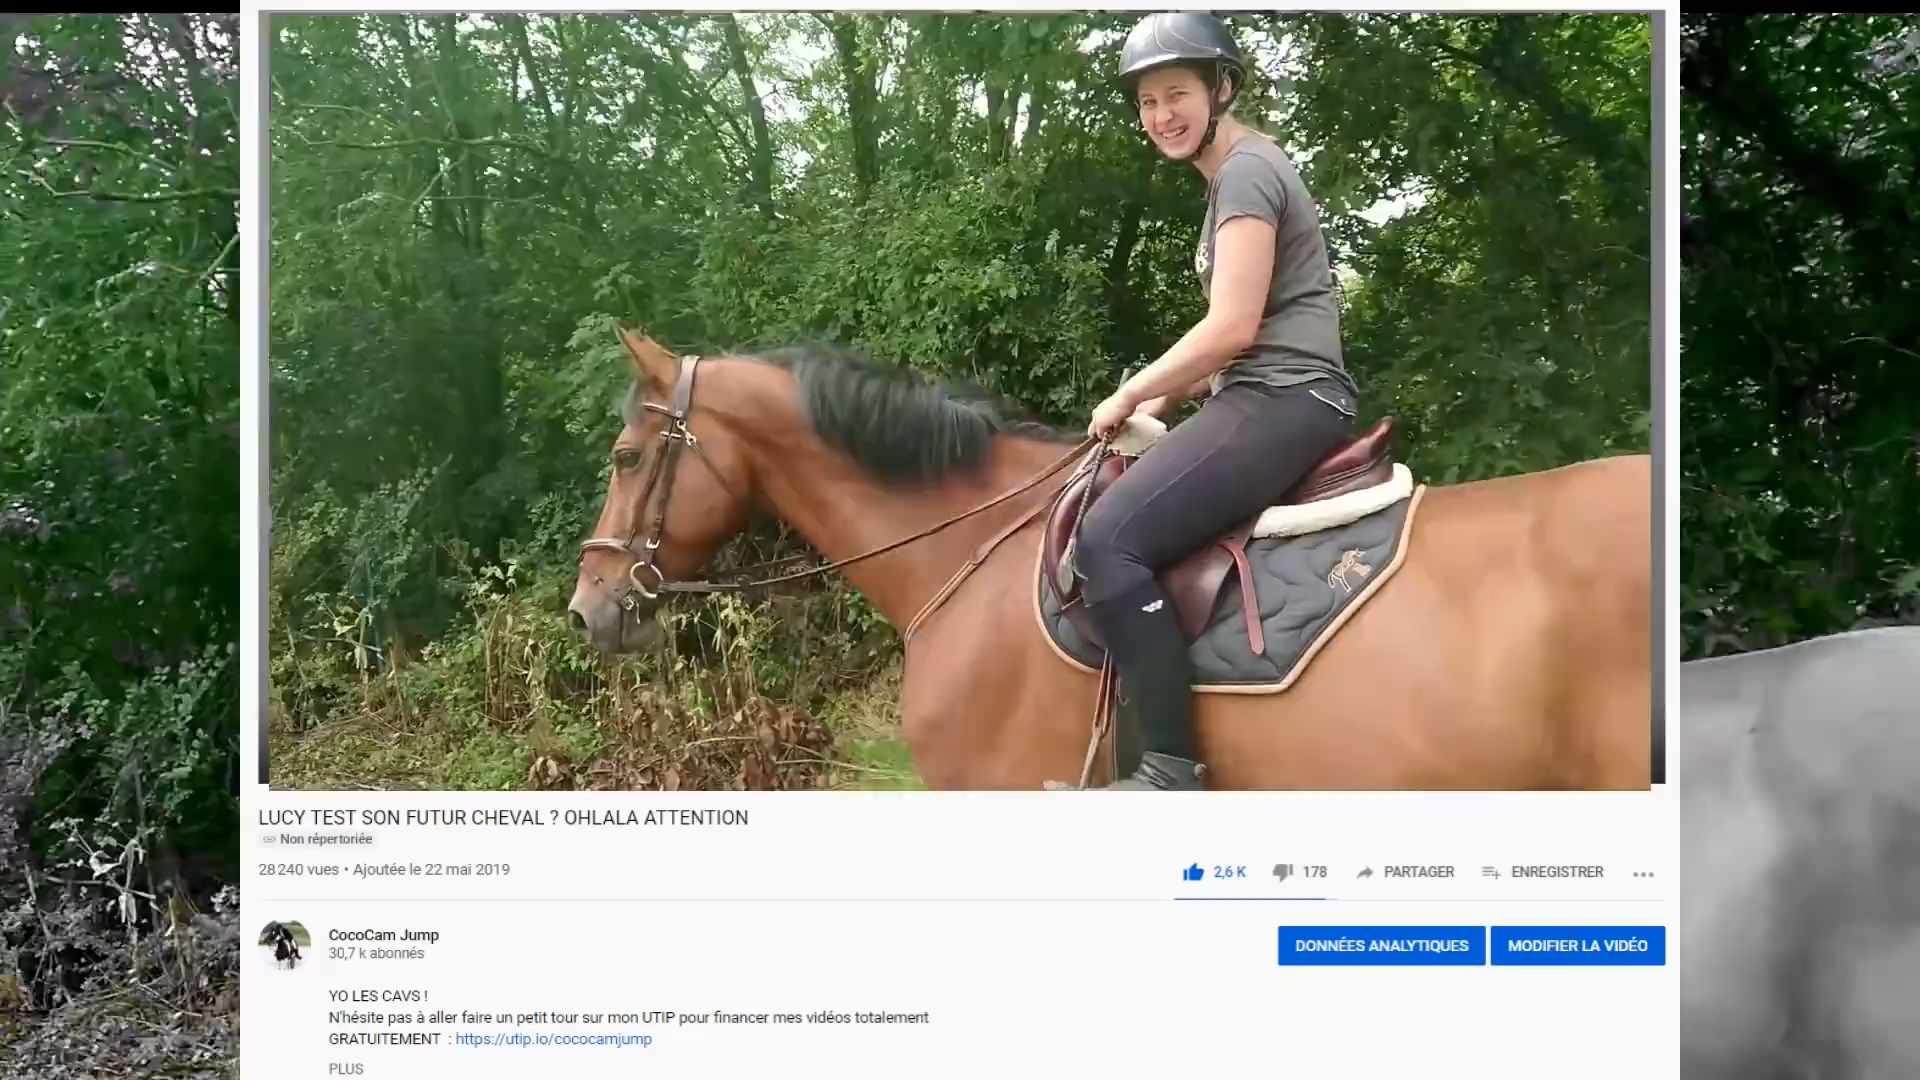 LUCY TEST SON FUTUR CHEVAL ? OHLALA ATTENTION
Non répertoriée
28 240 vues • Ajoutée le 22 mai 2019
2,6 K 178 PARTAGER ENREGISTRER
CocoCam Jump
30,7 k abonnés
DONNÉES ANALYTIQUES MODIFIER LA VIDÉO
YO LES CAVS !
N'hésite pas à aller faire un petit tour sur mon UTIP pour financer mes vidéos totalement
GRATUITEMENT : https://utip.io/cococamjump
PLUS